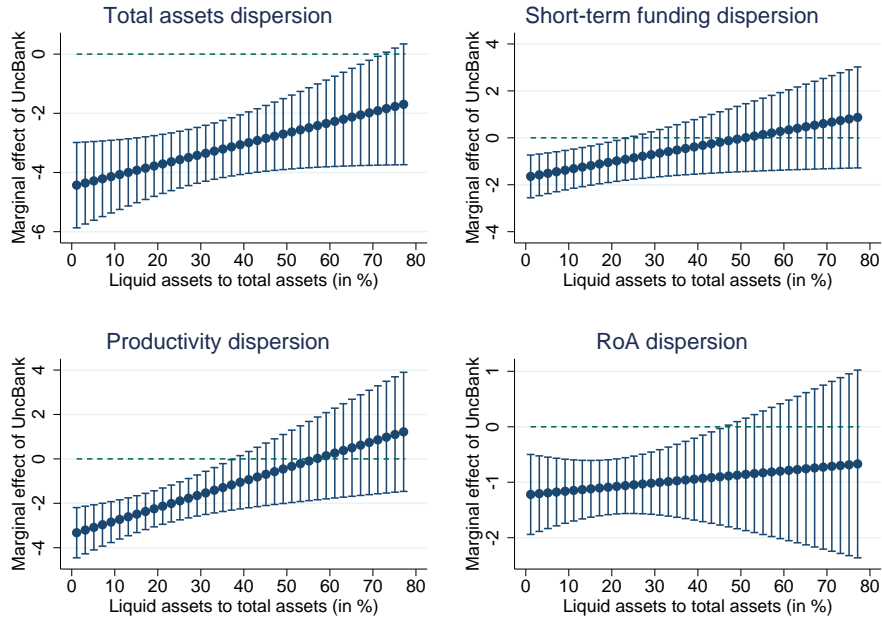 Total assets dispersion
Marginal effect of UncBank
0
-2
-4
-6
0 10 20 30 40 50 60 70 80
Liquid assets to total assets (in %)
Short-term funding dispersion
Marginal effect of UncBank
4
2
0
-2
-4
0 10 20 30 40 50 60 70 80
Liquid assets to total assets (in %)
Productivity dispersion
Marginal effect of UncBank
4
2
0
-2
-4
0 10 20 30 40 50 60 70 80
Liquid assets to total assets (in %)
RoA dispersion
Marginal effect of UncBank
1
0
-1
-2
0 10 20 30 40 50 60 70 80
Liquid assets to total assets (in %)